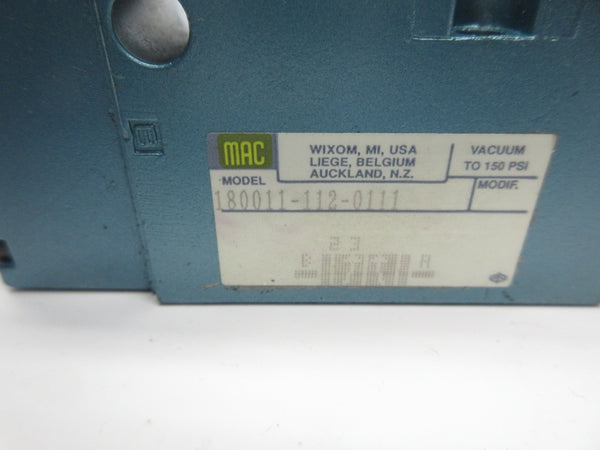 MAC
WIXOM, MI, USA
LIEGE, BELGIUM
AUCKLAND, N.Z.
VACUUM
TO 150 PSI
MODEL
MODIF.
180011-112-0111
23